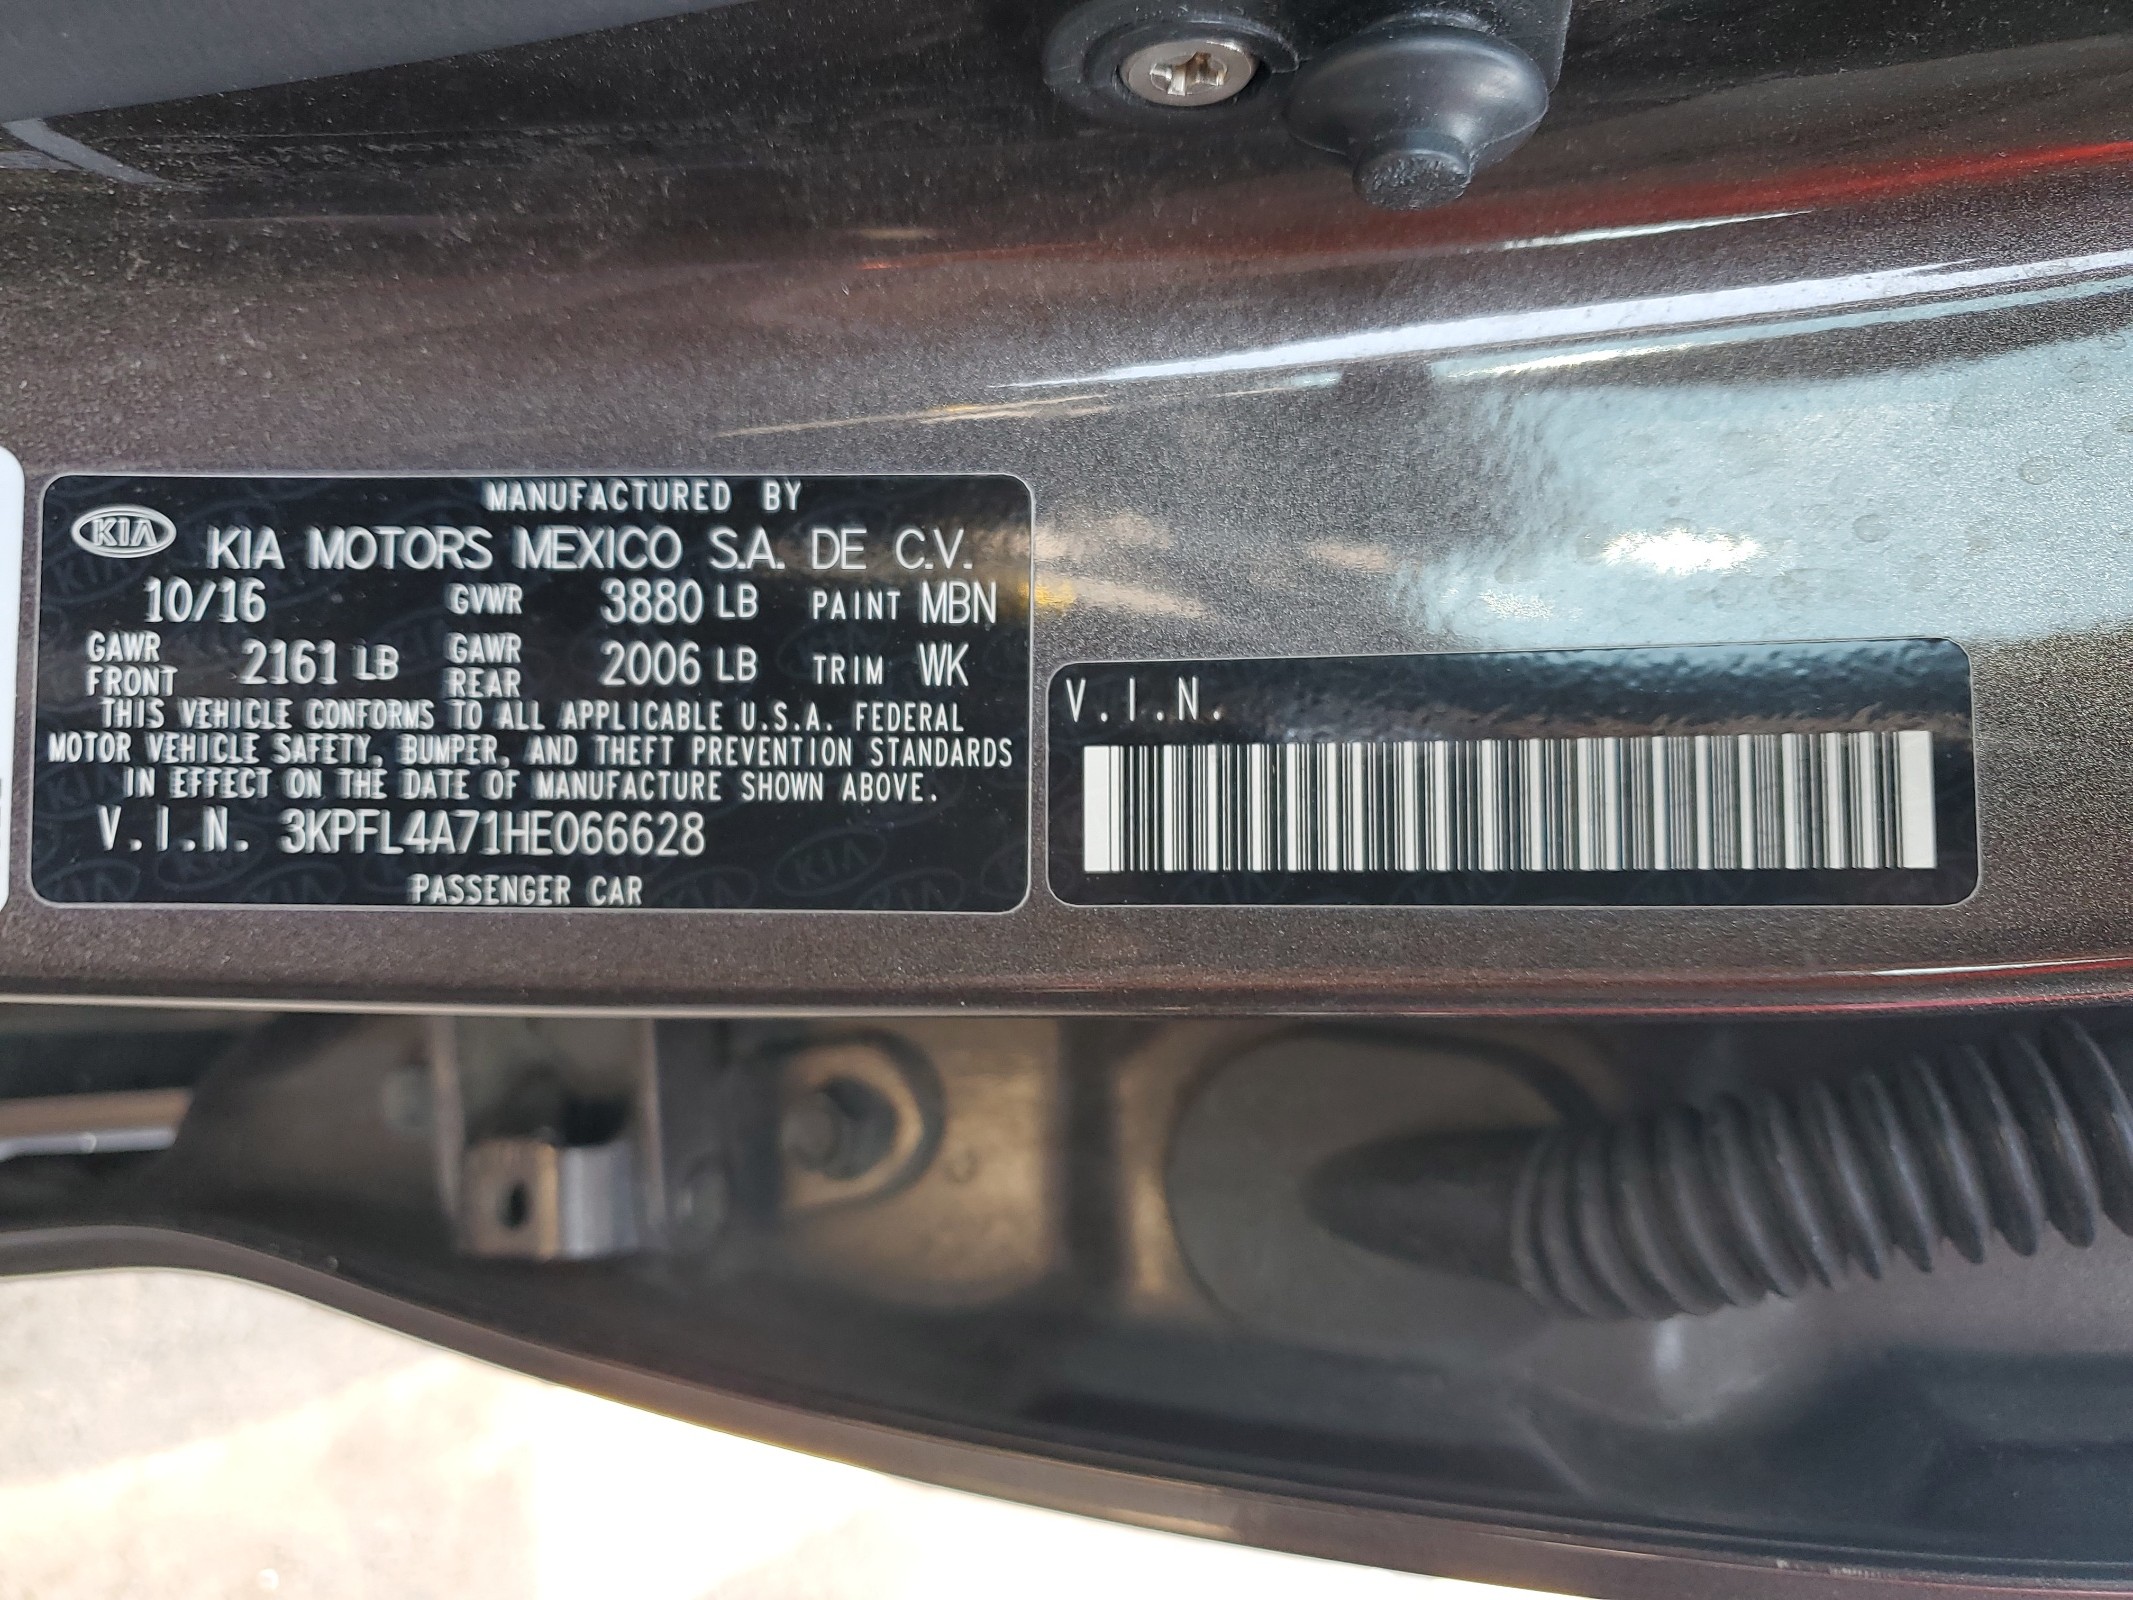 MANUFACTURED BY
KIA KIA MOTORS MEXICO S.A. DE C.V.
10/16 GVWR 3880 LB PAINT MBN
GAWR FRONT 2161 LB GAWR REAR 2006 LB TRIM WK
THIS VEHICLE CONFORMS TO ALL APPLICABLE U.S.A. FEDERAL
MOTOR VEHICLE SAFETY, BUMPER, AND THEFT PREVENTION STANDARDS
IN EFFECT ON THE DATE OF MANUFACTURE SHOWN ABOVE.
V.I.N. 3KPFL4A71HE066628
PASSENGER CAR
V.I.N.